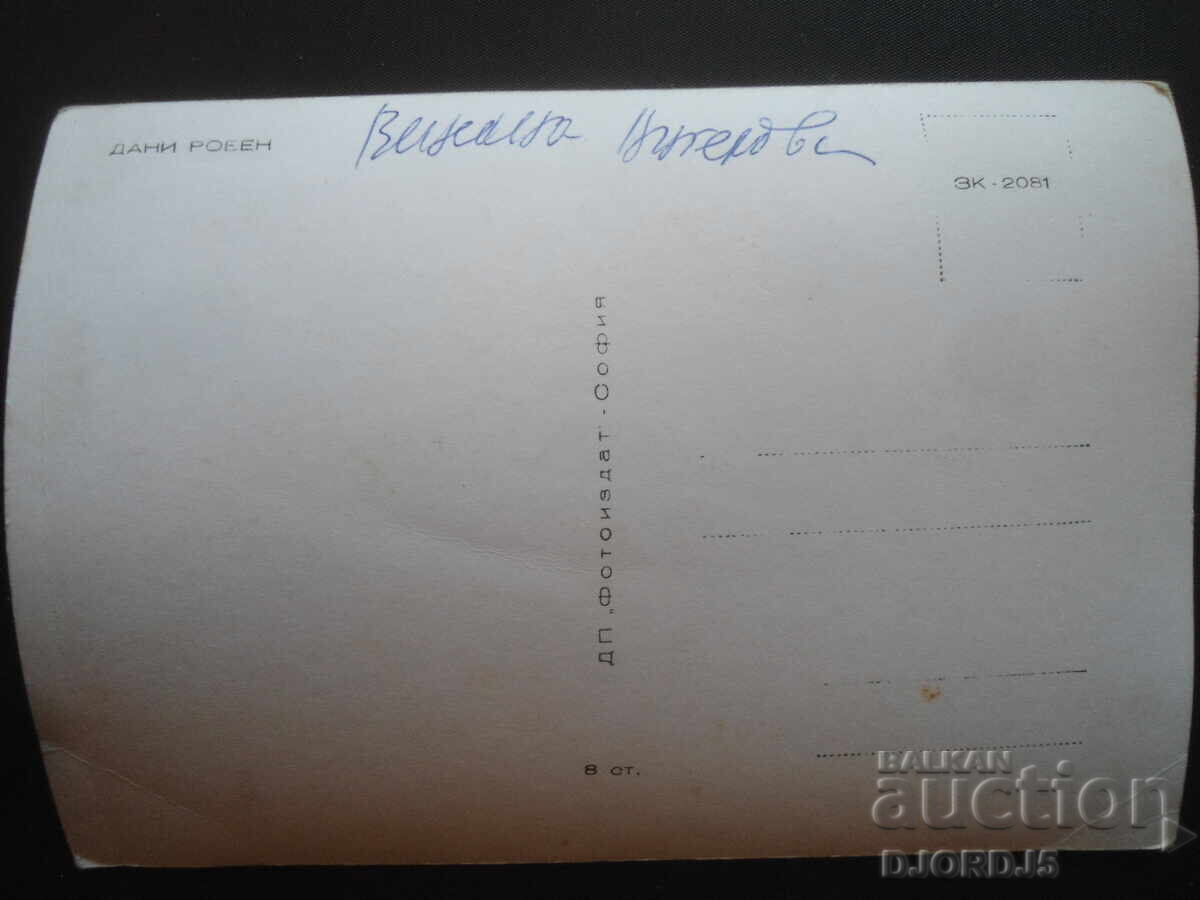 ДАНИ РОБЕН
ЗК - 2081
ДП „Фотоиздат" - София
8 ст.
BALKAN
auction
DJORDJ5